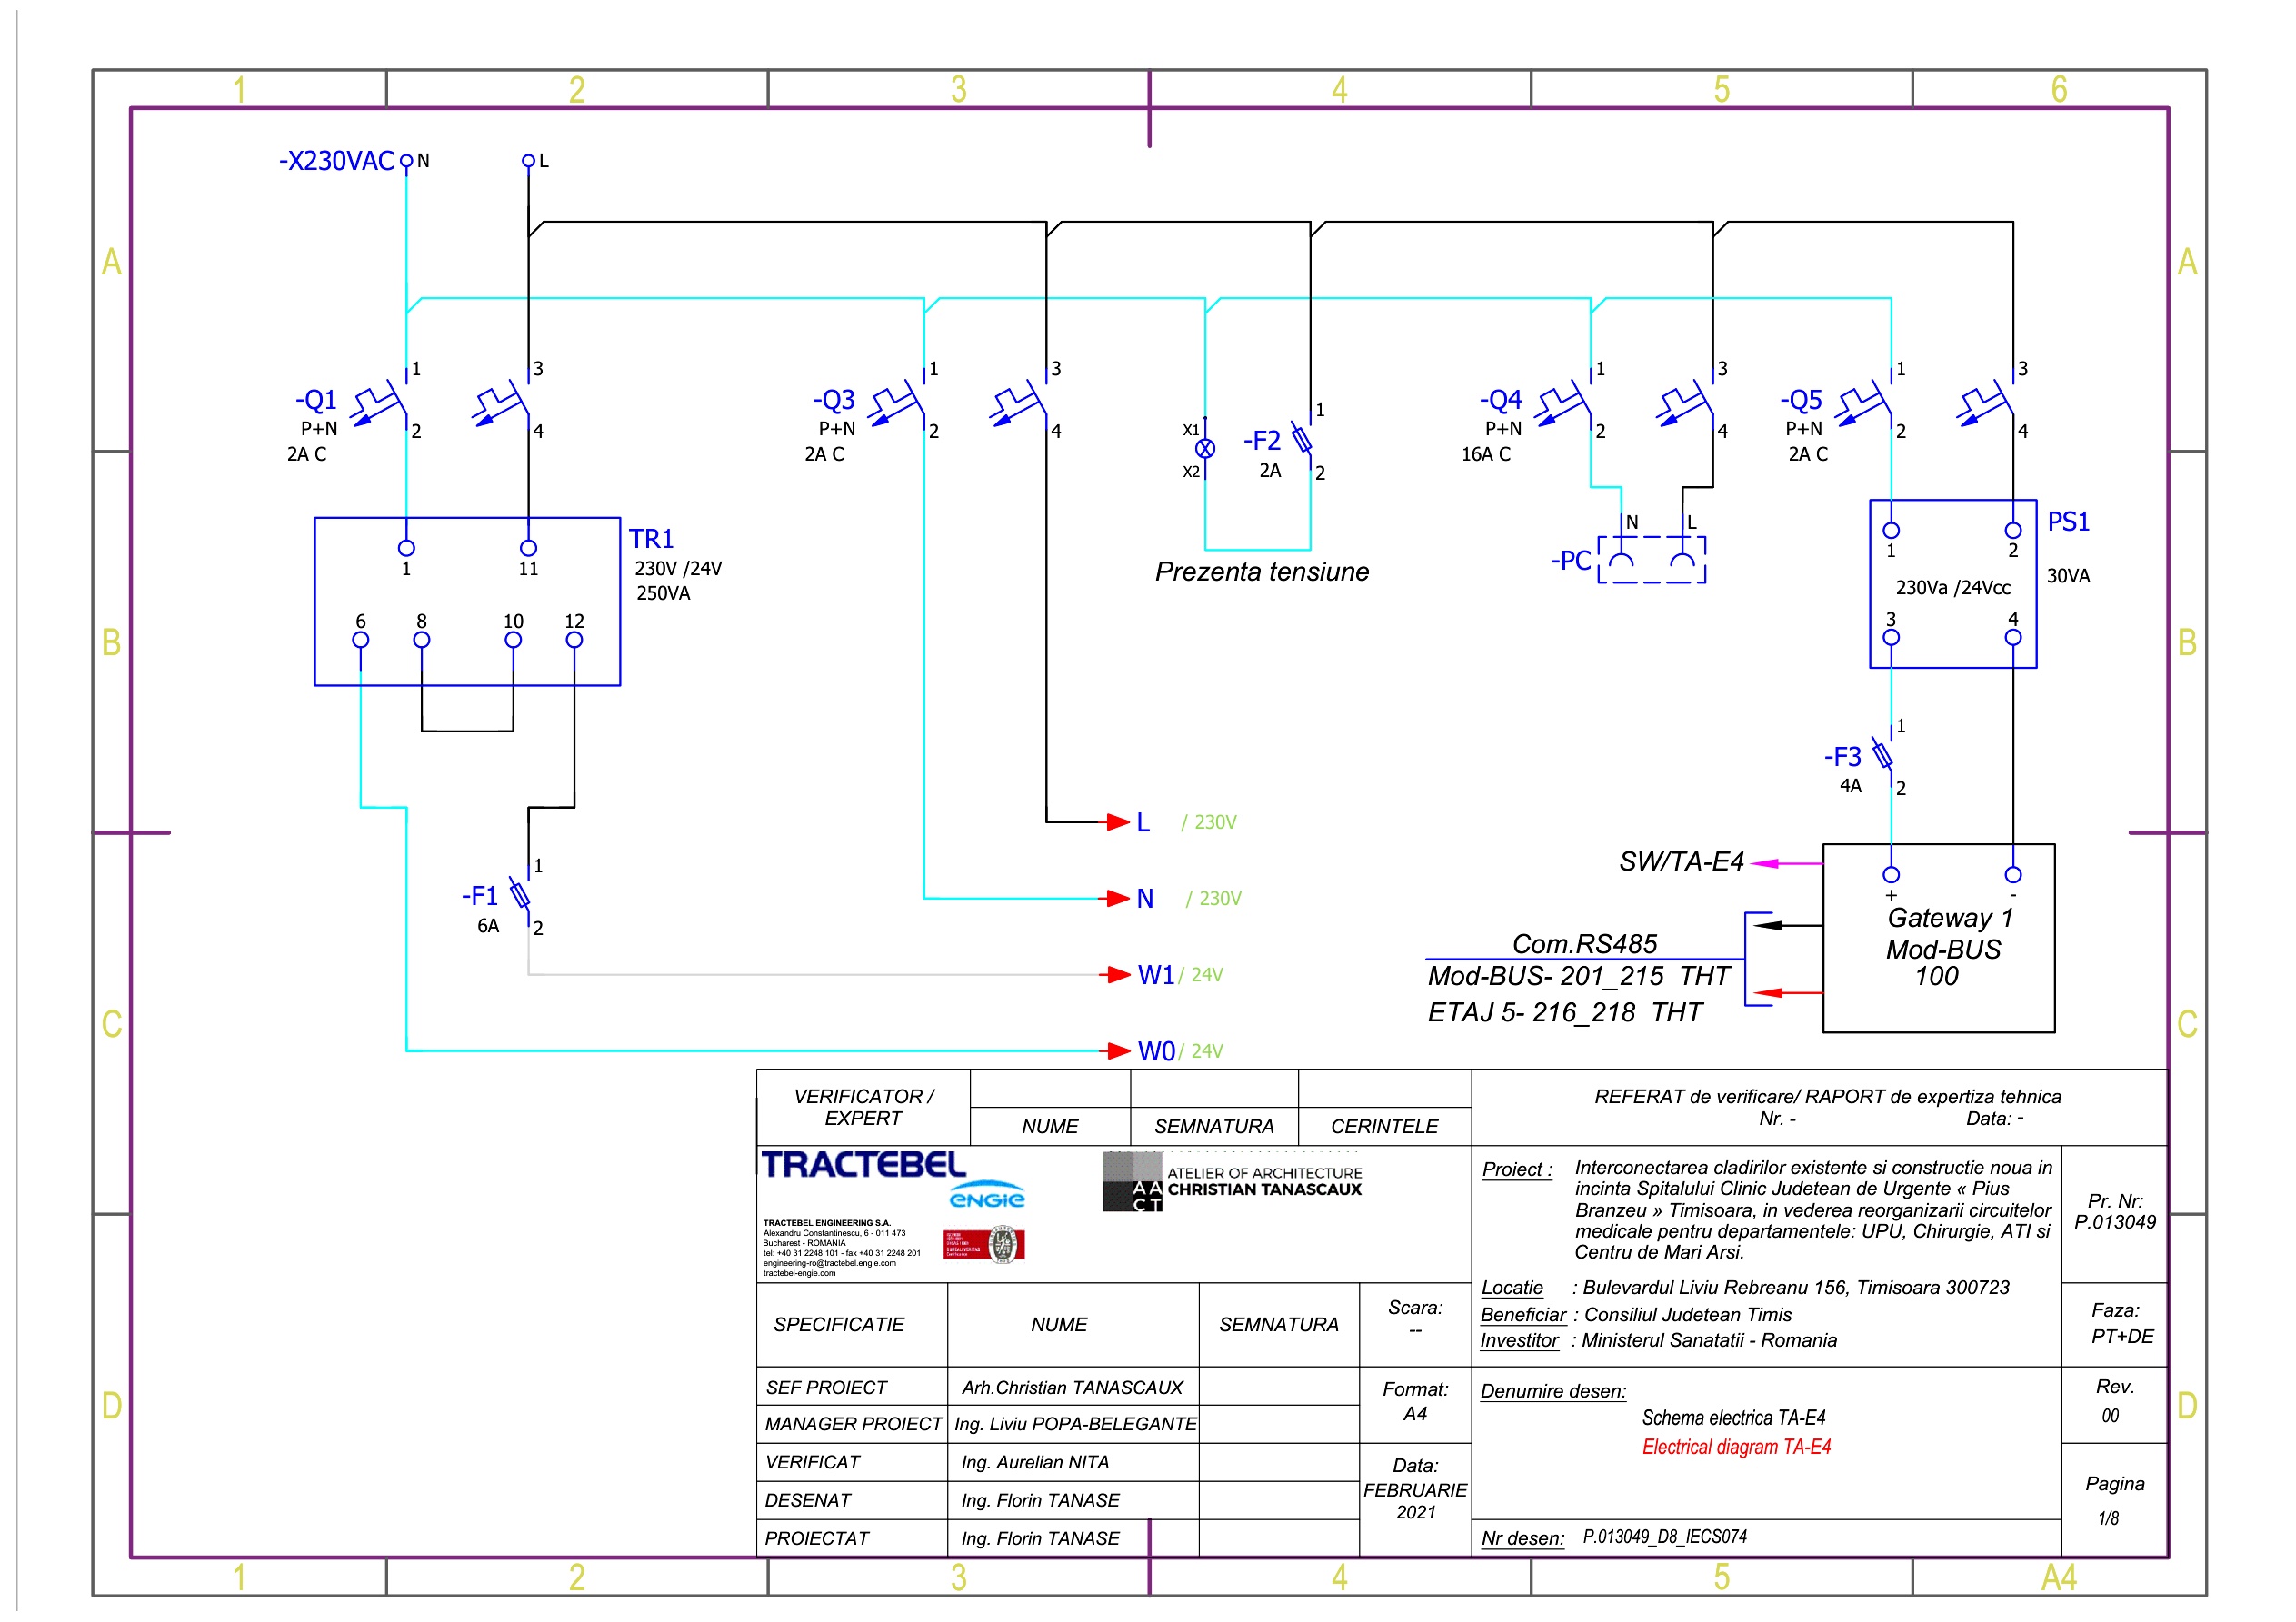 1 2 3 4 5 6
A A
-X230VAC N L
1 3 1 3 1 3 1 3
-Q1 -Q3 -Q4 -Q5
P+N P+N P+N P+N
2A C 2A C 16A C 2A C
2 4 2 4 2 4 2 4
X1
X2
-F2
2A
1
2
Prezenta tensiune
N L
-PC
TR1
230V /24V
250VA
1 11
6 8 10 12
PS1
30VA
1 2
230Va /24Vcc
3 4
B B
-F3
4A
1
2
L / 230V
N / 230V
-F1
6A
1
2
W1 / 24V
W0 / 24V
SW/TA-E4
+ -
Gateway 1
Mod-BUS
100
Com.RS485
Mod-BUS- 201_215 THT
ETAJ 5- 216_218 THT
C C
VERIFICATOR /
EXPERT
NUME SEMNATURA CERINTELE
REFERAT de verificare/ RAPORT de expertiza tehnica
Nr. - Data: -
TRACTEBEL
ENGIE
AACT
ATELIER OF ARCHITECTURE
CHRISTIAN TANASCAUX
TRACTEBEL ENGINEERING S.A.
Alexandru Constantinescu, 6 - 011 473
Bucharest - ROMANIA
tel: +40 31 2248 101 - fax +40 31 2248 201
engineering-ro@tractebel.engie.com
tractebel-engie.com
Proiect : Interconectarea cladirilor existente si constructie noua in
incinta Spitalului Clinic Judetean de Urgente « Pius
Branzeu » Timisoara, in vederea reorganizarii circuitelor
medicale pentru departamentele: UPU, Chirurgie, ATI si
Centru de Mari Arsi.
Pr. Nr:
P.013049
Locatie : Bulevardul Liviu Rebreanu 156, Timisoara 300723
Beneficiar : Consiliul Judetean Timis
Investitor : Ministerul Sanatatii - Romania
Faza:
PT+DE
SPECIFICATIE NUME SEMNATURA
Scara:
--
SEF PROIECT Arh.Christian TANASCAUX
MANAGER PROIECT Ing. Liviu POPA-BELEGANTE
VERIFICAT Ing. Aurelian NITA
DESENAT Ing. Florin TANASE
PROIECTAT Ing. Florin TANASE
Format:
A4
Data:
FEBRUARIE
2021
Denumire desen:
Schema electrica TA-E4
Electrical diagram TA-E4
Rev.
00
Pagina
1/8
Nr desen: P.013049_D8_IECS074
D D
1 2 3 4 5 A4